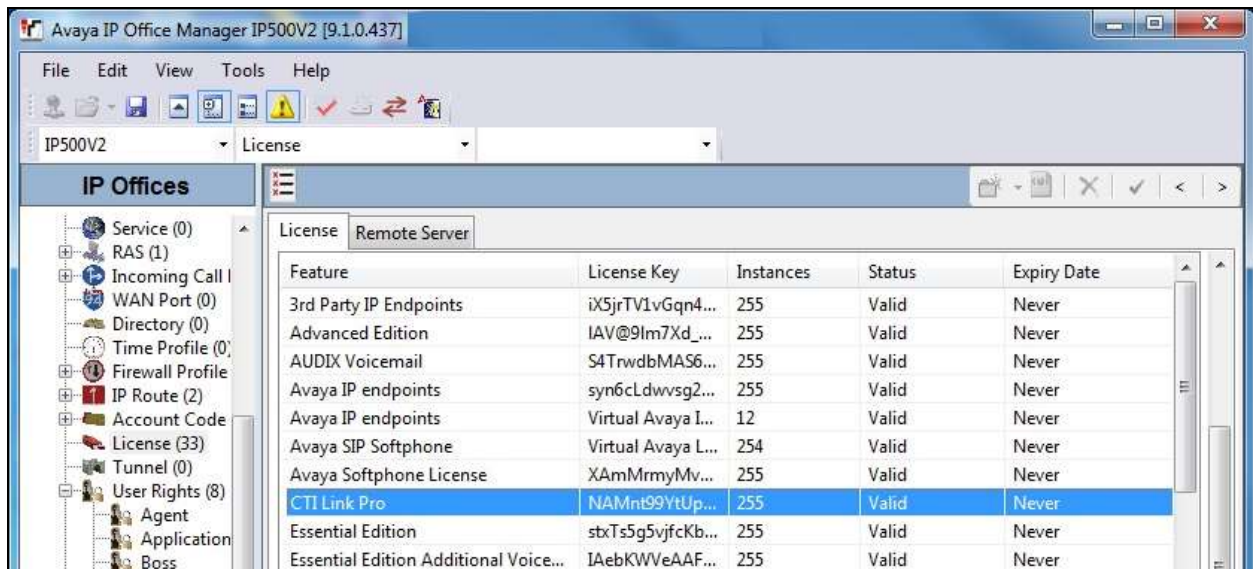 Avaya IP Office Manager IP500V2 [9.1.0.437]
File Edit View Tools Help
IP500V2 License
IP Offices
Service (0)
RAS (1)
Incoming Call
WAN Port (0)
Directory (0)
Time Profile (0)
Firewall Profile
IP Route (2)
Account Code
License (33)
Tunnel (0)
User Rights (8)
Agent
Application
Boss
License Remote Server
Feature License Key Instances Status Expiry Date
3rd Party IP Endpoints iX5jrTV1vGqn4... 255 Valid Never
Advanced Edition IAV@9Im7Xd_... 255 Valid Never
AUDIX Voicemail S4TrwdbMAS6... 255 Valid Never
Avaya IP endpoints syn6cLdwvsg2... 255 Valid Never
Avaya IP endpoints Virtual Avaya I... 12 Valid Never
Avaya SIP Softphone Virtual Avaya L... 254 Valid Never
Avaya Softphone License XAmMrmyMv... 255 Valid Never
CTI Link Pro NAMnt99YtUp... 255 Valid Never
Essential Edition stxTs5g5vjfcKb... 255 Valid Never
Essential Edition Additional Voice... IAebKWVeAAF... 255 Valid Never